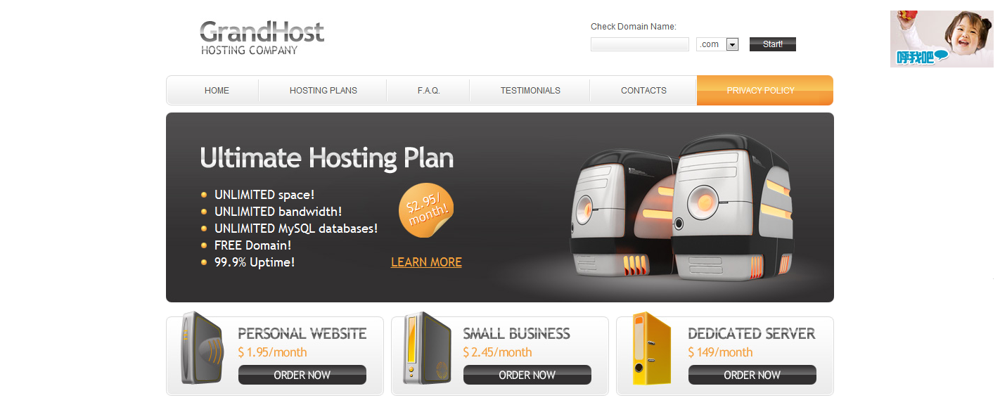 GrandHost
HOSTING COMPANY
Check Domain Name:
.com
Start!
呼我吧
HOME
HOSTING PLANS
F.A.Q.
TESTIMONIALS
CONTACTS
PRIVACY POLICY
Ultimate Hosting Plan
UNLIMITED space!
UNLIMITED bandwidth!
UNLIMITED MySQL databases!
FREE Domain!
99.9% Uptime!
$2.95/
month!
LEARN MORE
PERSONAL WEBSITE
$ 1.95/month
ORDER NOW
SMALL BUSINESS
$ 2.45/month
ORDER NOW
DEDICATED SERVER
$ 149/month
ORDER NOW